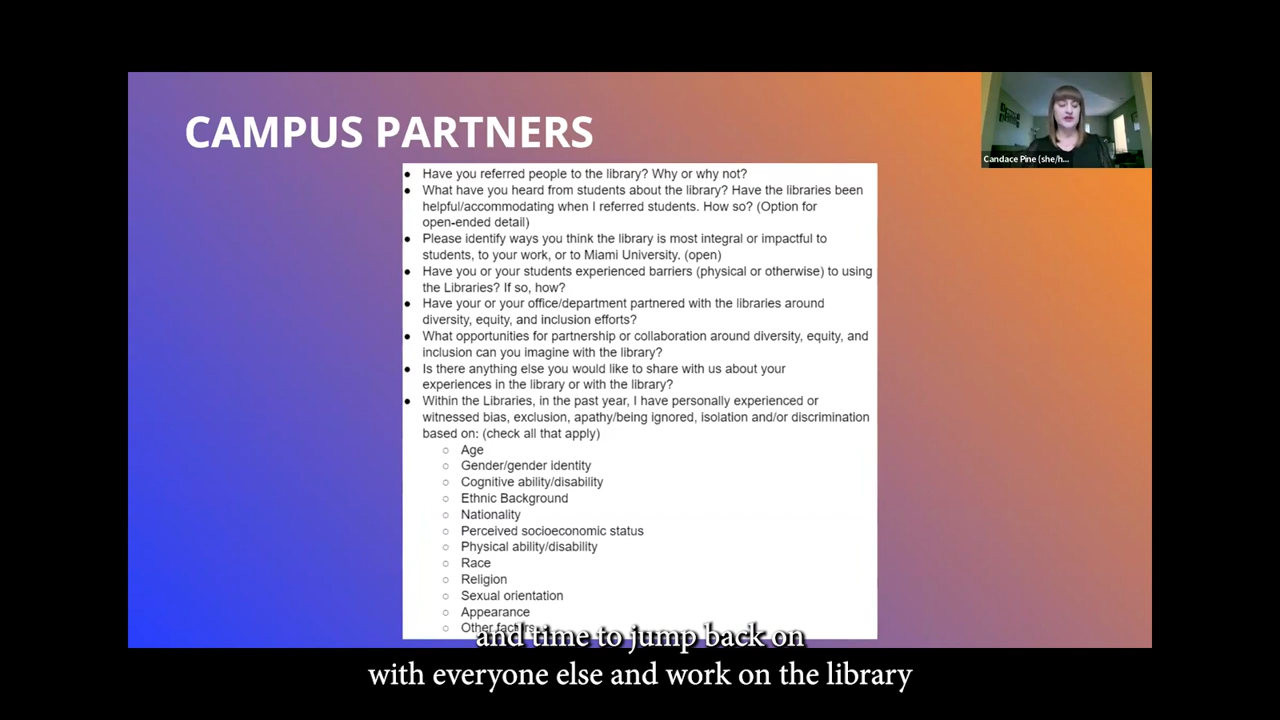 CAMPUS PARTNERS
Candace Pine (she/h...
● Have you referred people to the library? Why or why not?
● What have you heard from students about the library? Have the libraries been
helpful/accommodating when I referred students. How so? (Option for
open-ended detail)
● Please identify ways you think the library is most integral or impactful to
students, to your work, or to Miami University. (open)
● Have you or your students experienced barriers (physical or otherwise) to using
the Libraries? If so, how?
● Have your or your office/department partnered with the libraries around
diversity, equity, and inclusion efforts?
● What opportunities for partnership or collaboration around diversity, equity, and
inclusion can you imagine with the library?
● Is there anything else you would like to share with us about your
experiences in the library or with the library?
● Within the Libraries, in the past year, I have personally experienced or
witnessed bias, exclusion, apathy/being ignored, isolation and/or discrimination
based on: (check all that apply)
○ Age
○ Gender/gender identity
○ Cognitive ability/disability
○ Ethnic Background
○ Nationality
○ Perceived socioeconomic status
○ Physical ability/disability
○ Race
○ Religion
○ Sexual orientation
○ Appearance
○ Other factors
and time to jump back on
with everyone else and work on the library